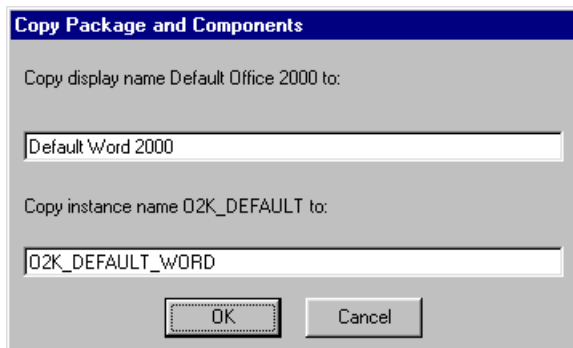 Copy Package and Components
Copy display name Default Office 2000 to:
Default Word 2000
Copy instance name O2K_DEFAULT to:
O2K_DEFAULT_WORD
OK
Cancel